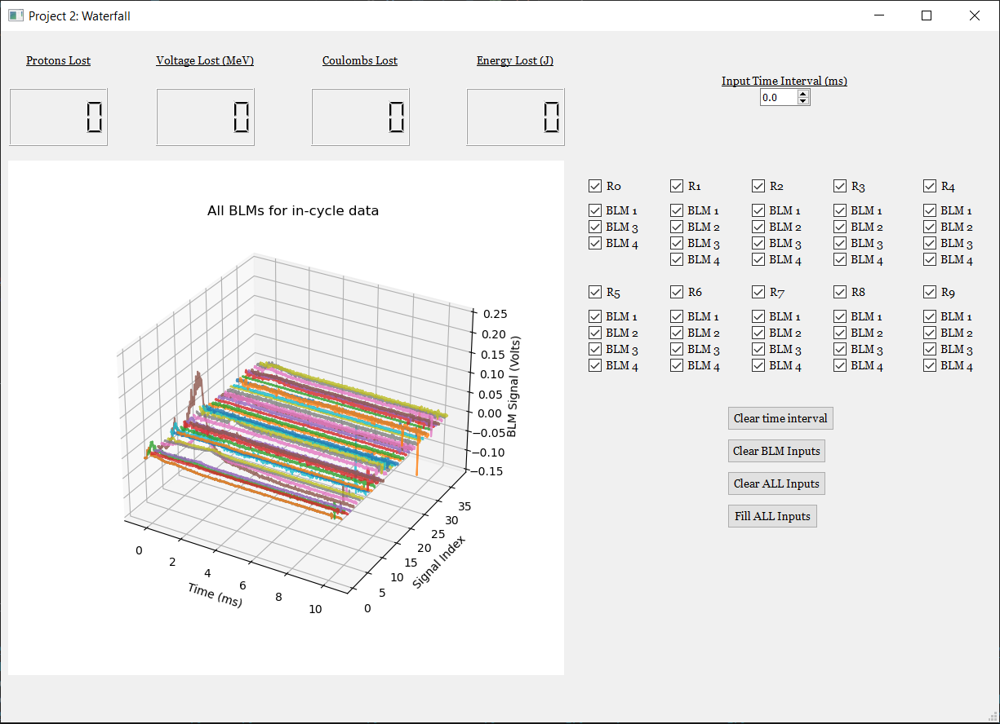 Project 2: Waterfall
Protons Lost
Voltage Lost (MeV)
Coulombs Lost
Energy Lost (J)
0
0
0
0
Input Time Interval (ms)
0.0
All BLMs for in-cycle data
0.25
0.20
0.15
0.10
0.05
0.00
−0.05
−0.10
−0.15
BLM Signal (Volts)
35
30
25
20
15
10
5
0
Signal Index
0
2
4
6
8
10
Time (ms)
R0
R1
R2
R3
R4
BLM 1
BLM 1
BLM 1
BLM 1
BLM 1
BLM 3
BLM 2
BLM 2
BLM 2
BLM 2
BLM 4
BLM 3
BLM 3
BLM 3
BLM 3
BLM 4
BLM 4
BLM 4
BLM 4
R5
R6
R7
R8
R9
BLM 1
BLM 1
BLM 1
BLM 1
BLM 1
BLM 2
BLM 2
BLM 2
BLM 2
BLM 2
BLM 3
BLM 3
BLM 3
BLM 3
BLM 3
BLM 4
BLM 4
BLM 4
BLM 4
BLM 4
Clear time interval
Clear BLM Inputs
Clear ALL Inputs
Fill ALL Inputs